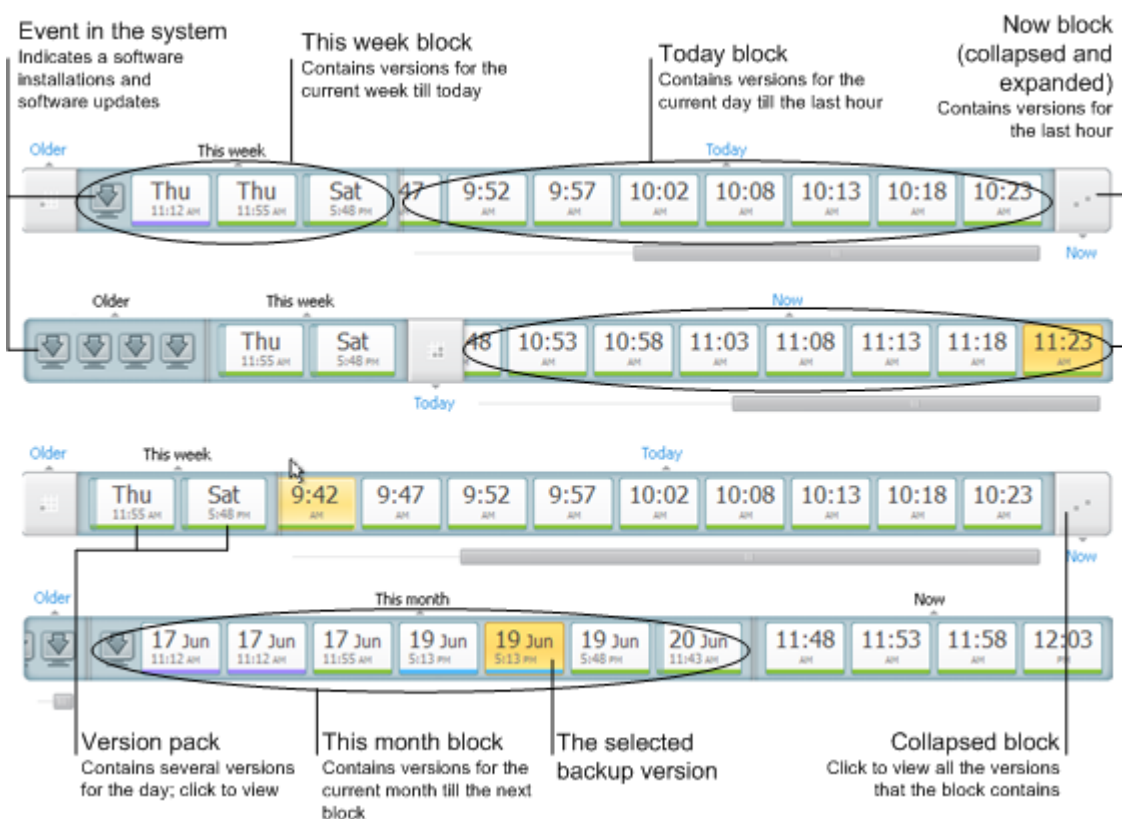 Event in the system
Indicates a software
installations and
software updates
This week block
Contains versions for the
current week till today
Today block
Contains versions for the
current day till the last hour
Now block
(collapsed and
expanded)
Contains versions for
the last hour
Older This week Today
Thu Thu Sat 47 9:52 9:57 10:02 10:08 10:13 10:18 10:23
11:12 AM 11:55 AM 5:48 PM AM AM AM AM AM AM AM
Now
Older This week Now
Thu Sat 48 10:53 10:58 11:03 11:08 11:13 11:18 11:23
11:55 AM 5:48 PM AM AM AM AM AM AM AM
Today
Older This week Today
Thu Sat 9:42 9:47 9:52 9:57 10:02 10:08 10:13 10:18 10:23
11:55 AM 5:48 PM AM AM AM AM AM AM AM AM AM
Now
Older This month Now
17 Jun 17 Jun 17 Jun 19 Jun 19 Jun 19 Jun 20 Jun 11:48 11:53 11:58 12:03
11:12 AM 11:12 AM 11:55 AM 5:13 PM 5:13 PM 5:48 PM 11:43 AM AM AM AM PM
Version pack
Contains several versions
for the day; click to view
This month block
Contains versions for the
current month till the next
block
The selected
backup version
Collapsed block
Click to view all the versions
that the block contains